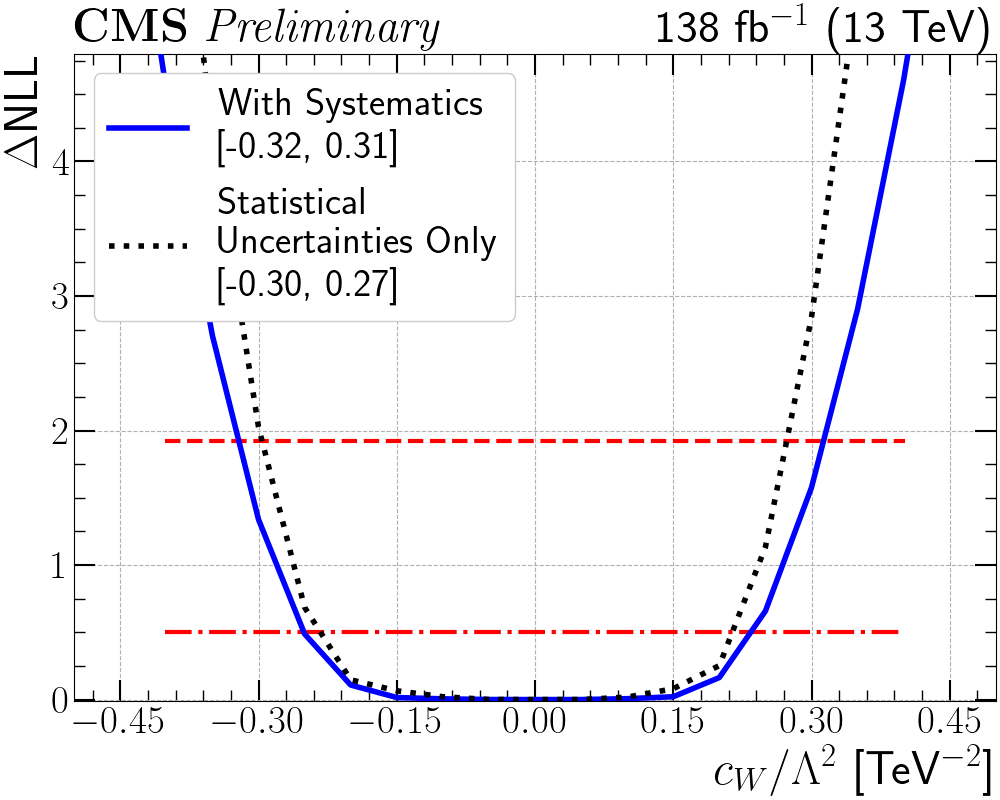 CMS Preliminary 138 fb⁻¹ (13 TeV)
ΔNLL
With Systematics
[-0.32, 0.31]
Statistical
Uncertainties Only
[-0.30, 0.27]
4
3
2
1
0
−0.45 −0.30 −0.15 0.00 0.15 0.30 0.45
c_W/Λ² [TeV⁻²]